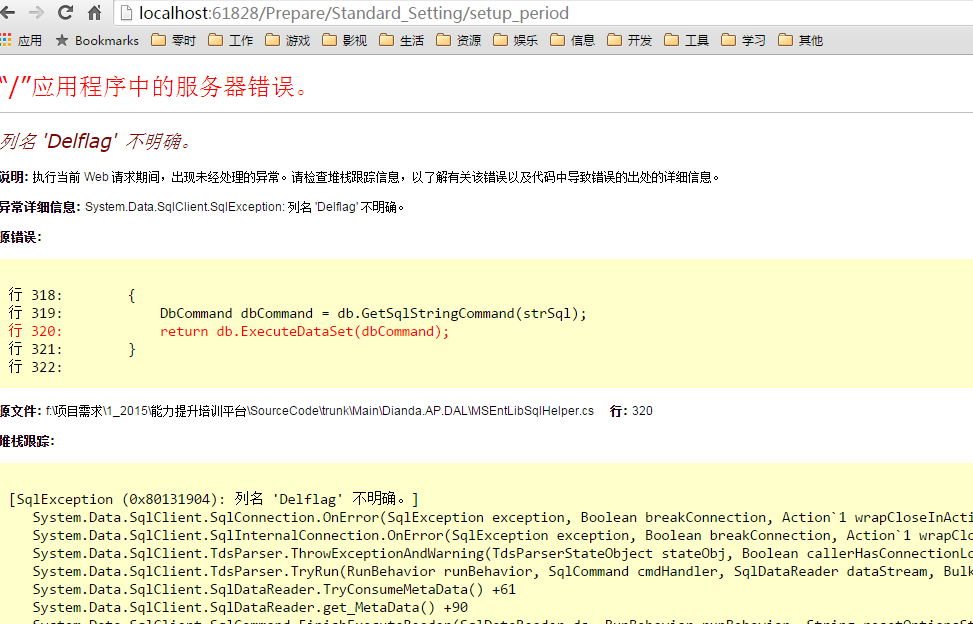 localhost:61828/Prepare/Standard_Setting/setup_period
应用 Bookmarks 零时 工作 游戏 影视 生活 资源 娱乐 信息 开发 工具 学习 其他
“/”应用程序中的服务器错误。
列名 'Delflag' 不明确。
说明: 执行当前 Web 请求期间，出现未经处理的异常。请检查堆栈跟踪信息，以了解有关该错误以及代码中导致错误的出处的详细信息。
异常详细信息: System.Data.SqlClient.SqlException: 列名 'Delflag' 不明确。
源错误:
行 318:        {
行 319:            DbCommand dbCommand = db.GetSqlStringCommand(strSql);
行 320:            return db.ExecuteDataSet(dbCommand);
行 321:        }
行 322:
源文件: f:\项目需求\1_2015\能力提升培训平台\SourceCode\trunk\Main\Dianda.AP.DAL\MSEntLibSqlHelper.cs    行: 320
堆栈跟踪:
[SqlException (0x80131904): 列名 'Delflag' 不明确。]
System.Data.SqlClient.SqlConnection.OnError(SqlException exception, Boolean breakConnection, Action`1 wrapCloseInActi
System.Data.SqlClient.SqlInternalConnection.OnError(SqlException exception, Boolean breakConnection, Action`1 wrapClo
System.Data.SqlClient.TdsParser.ThrowExceptionAndWarning(TdsParserStateObject stateObj, Boolean callerHasConnectionLo
System.Data.SqlClient.TdsParser.TryRun(RunBehavior runBehavior, SqlCommand cmdHandler, SqlDataReader dataStream, Bulk
System.Data.SqlClient.SqlDataReader.TryConsumeMetaData() +61
System.Data.SqlClient.SqlDataReader.get_MetaData() +90